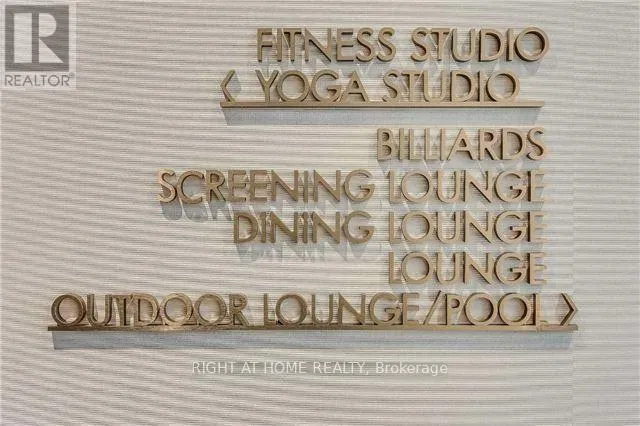 REALTOR®
FITNESS STUDIO
< YOGA STUDIO
BILLIARDS
SCREENING LOUNGE
DINING LOUNGE
LOUNGE
OUTDOOR LOUNGE/POOL >
RIGHT AT HOME REALTY, Brokerage